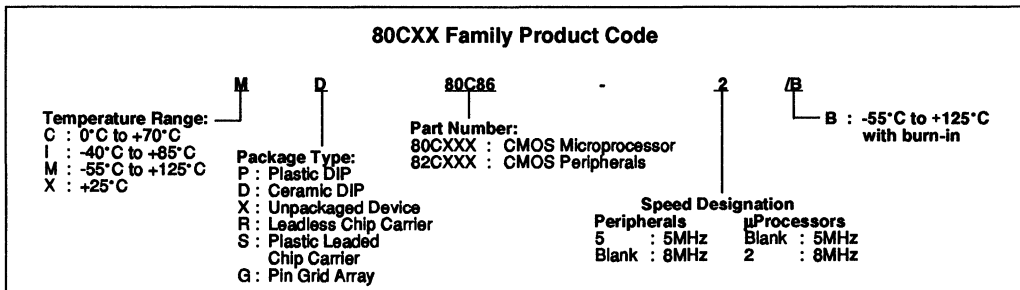 80CXX Family Product Code
M D 80C86 - 2 /B
Temperature Range:
C : 0°C to +70°C
I : -40°C to +85°C
M : -55°C to +125°C
X : +25°C
Package Type:
P : Plastic DIP
D : Ceramic DIP
X : Unpackaged Device
R : Leadless Chip Carrier
S : Plastic Leaded
Chip Carrier
G : Pin Grid Array
Part Number:
80CXXX : CMOS Microprocessor
82CXXX : CMOS Peripherals
Speed Designation
Peripherals µProcessors
5 : 5MHz Blank : 5MHz
Blank : 8MHz 2 : 8MHz
B : -55°C to +125°C
with burn-in